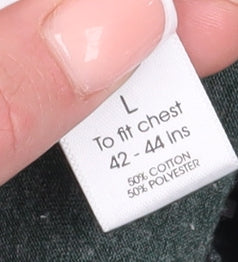 L
To fit chest
42 - 44 Ins
50% COTTON
50% POLYESTER